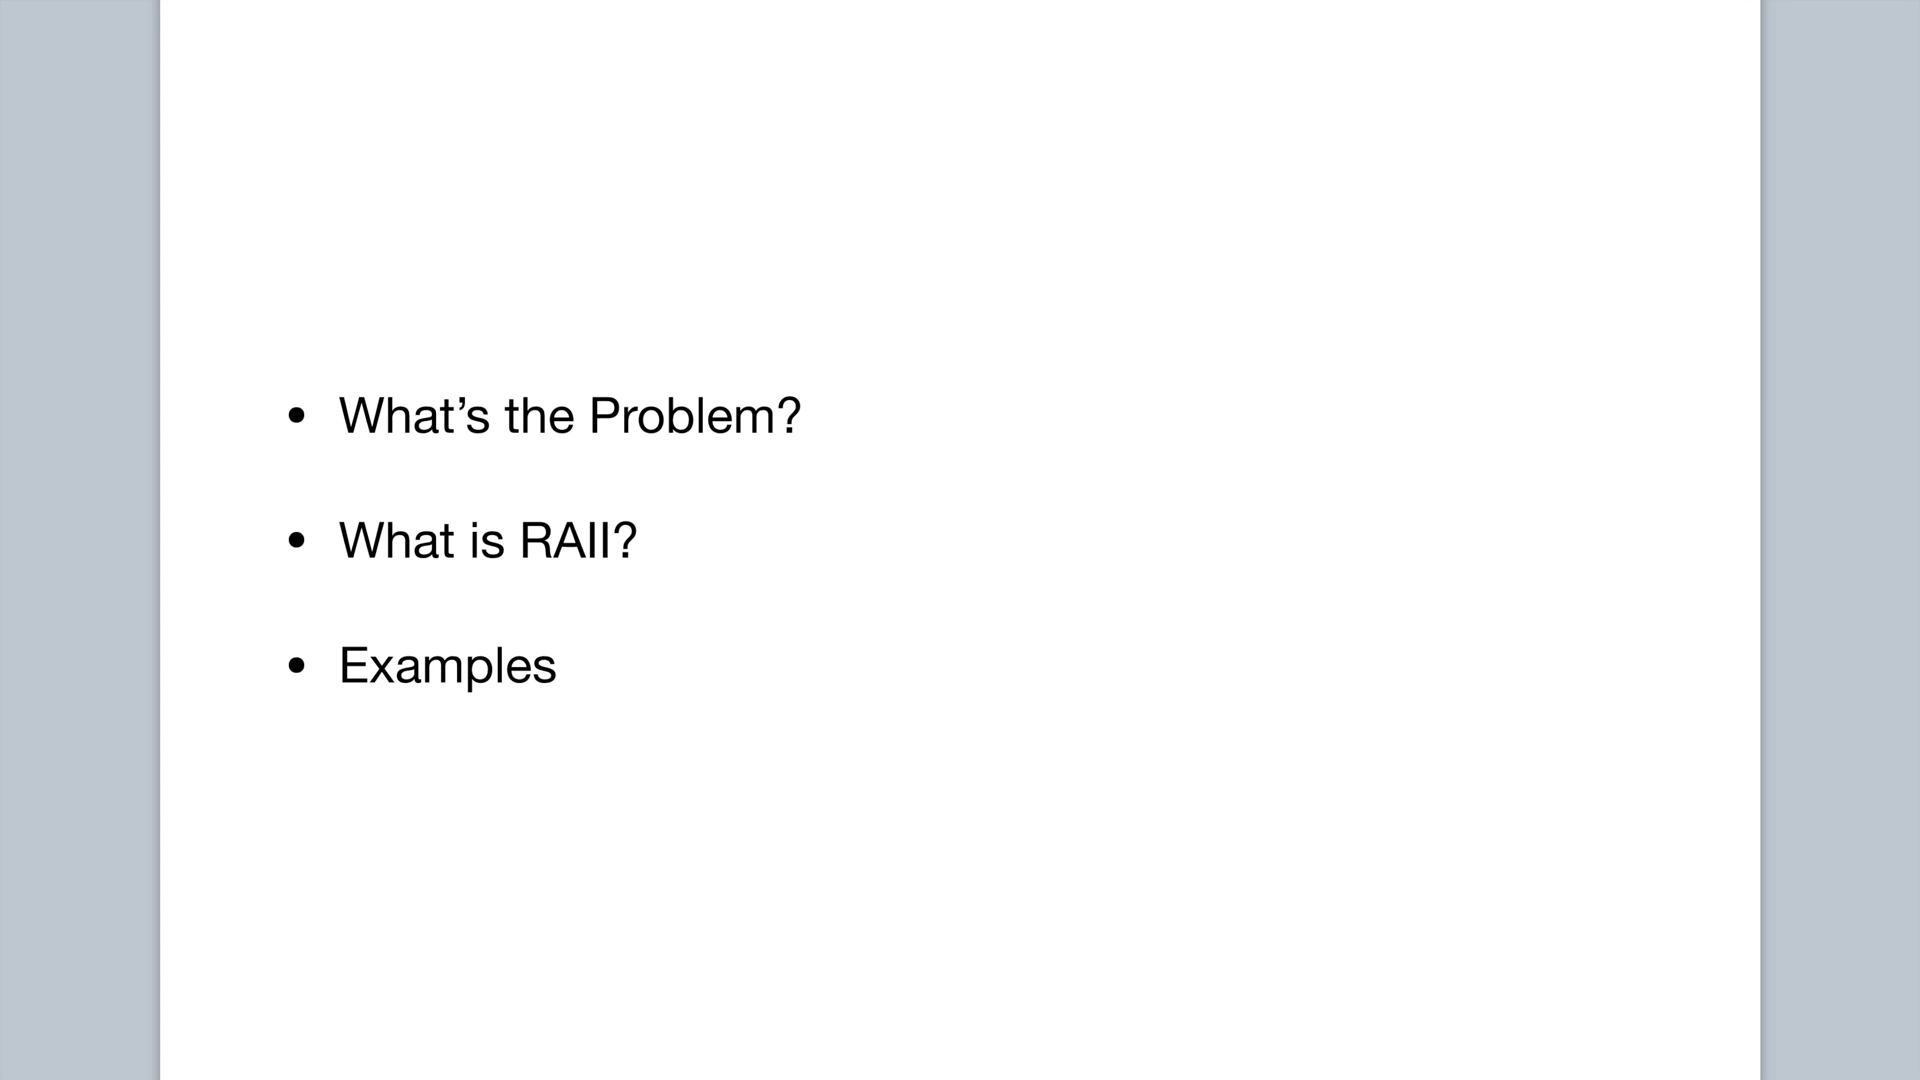 • What’s the Problem?
• What is RAII?
• Examples